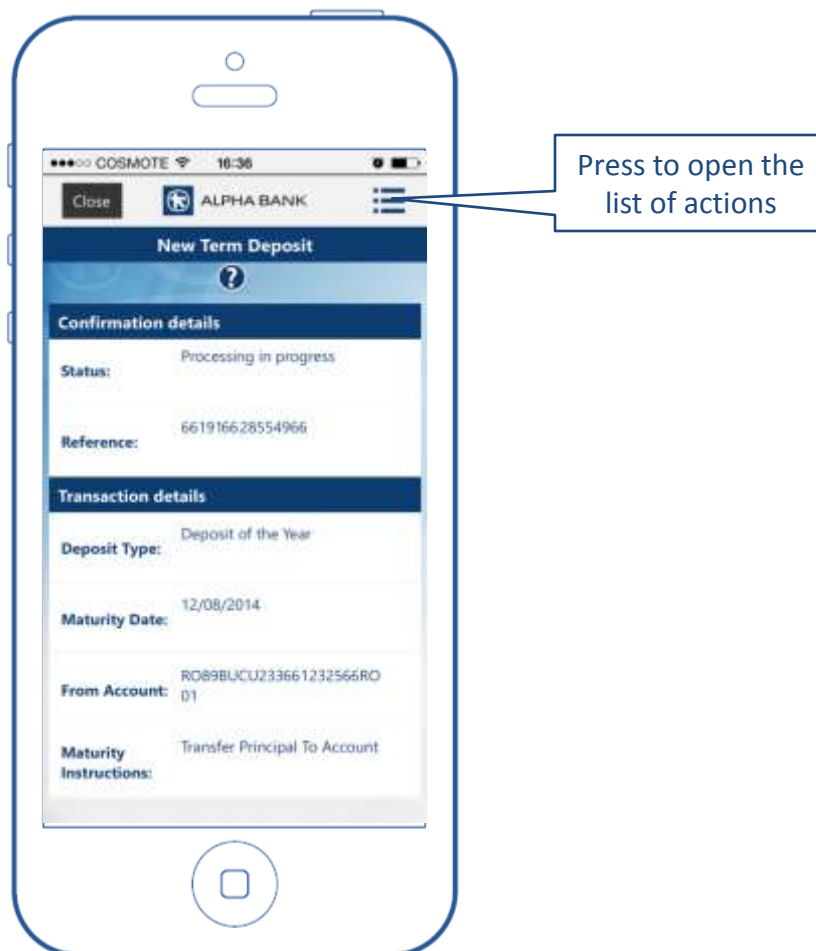 COSMOTE 16:36
Close ALPHA BANK
Press to open the
list of actions
New Term Deposit
?
Confirmation details
Status: Processing in progress
Reference: 661916628554966
Transaction details
Deposit Type: Deposit of the Year
Maturity Date: 12/08/2014
From Account: RO89BUCU233661232566RO
01
Maturity Instructions: Transfer Principal To Account